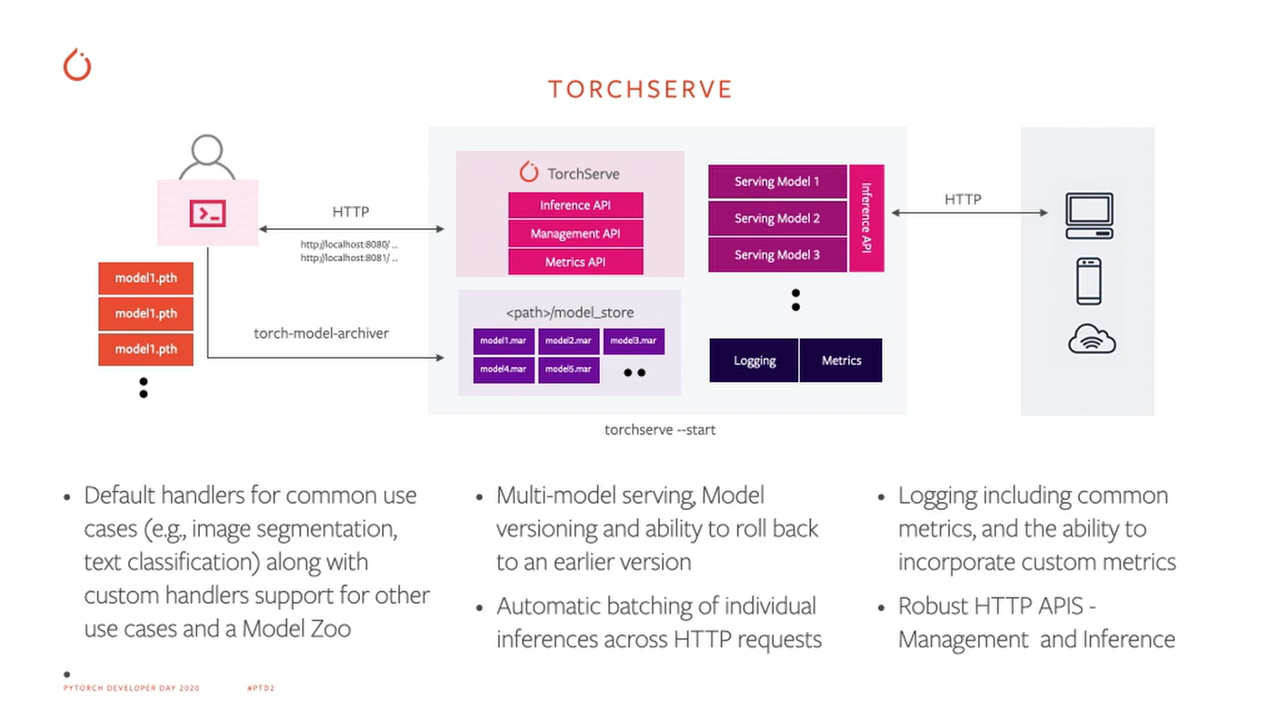 TORCHSERVE
HTTP
http://localhost:8080/ ..
http://localhost:8081/ ..
model1.pth
model1.pth
model1.pth
torch-model-archiver
TorchServe
Inference API
Management API
Metrics API
<path>/model_store
model1.mar
model2.mar
model3.mar
model4.mar
model5.mar
Serving Model 1
Serving Model 2
Serving Model 3
Inference API
Logging
Metrics
HTTP
torchserve --start
• Default handlers for common use
cases (e.g., image segmentation,
text classification) along with
custom handlers support for other
use cases and a Model Zoo
• Multi-model serving, Model
versioning and ability to roll back
to an earlier version
• Automatic batching of individual
inferences across HTTP requests
• Logging including common
metrics, and the ability to
incorporate custom metrics
• Robust HTTP APIS -
Management and Inference
PYTORCH DEVELOPER DAY 2020
#PTD2